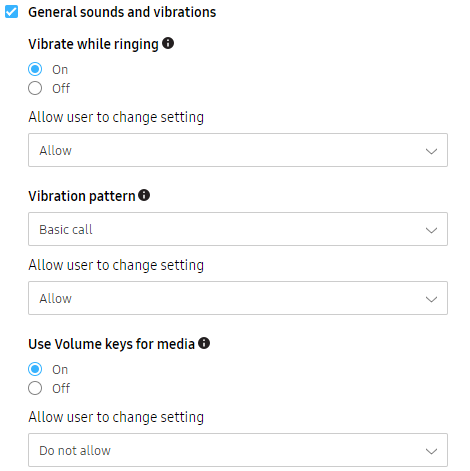 General sounds and vibrations
Vibrate while ringing
On
Off
Allow user to change setting
Allow
Vibration pattern
Basic call
Allow user to change setting
Allow
Use Volume keys for media
On
Off
Allow user to change setting
Do not allow